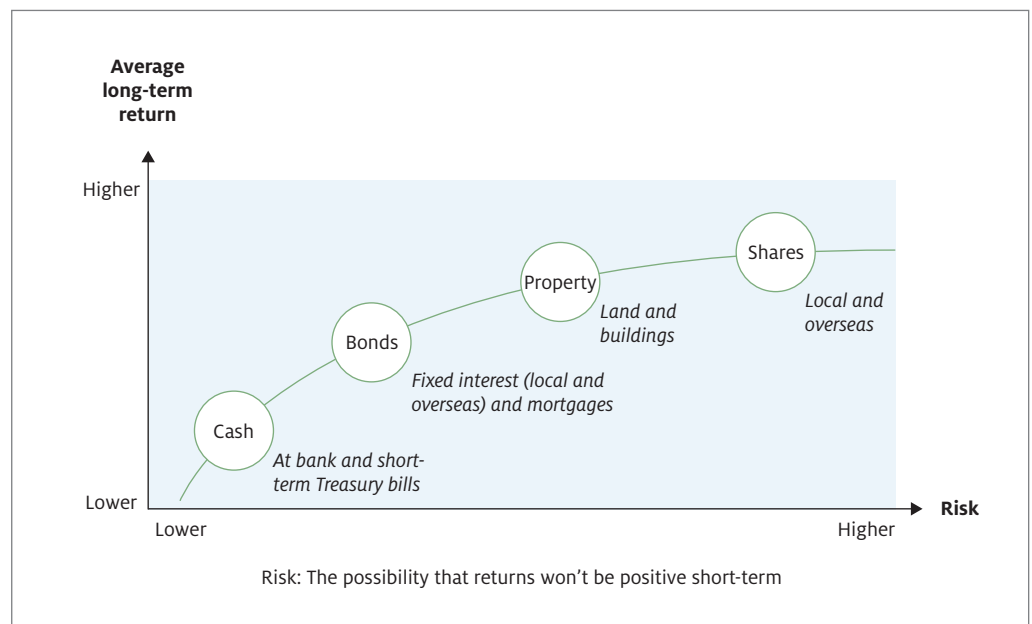 Average
long-term
return
Higher
Shares
Property
Local and
overseas
Land and
buildings
Bonds
Fixed interest (local and
overseas) and mortgages
Cash
At bank and short-
term Treasury bills
Lower
Risk
Lower
Higher
Risk: The possibility that returns won’t be positive short-term